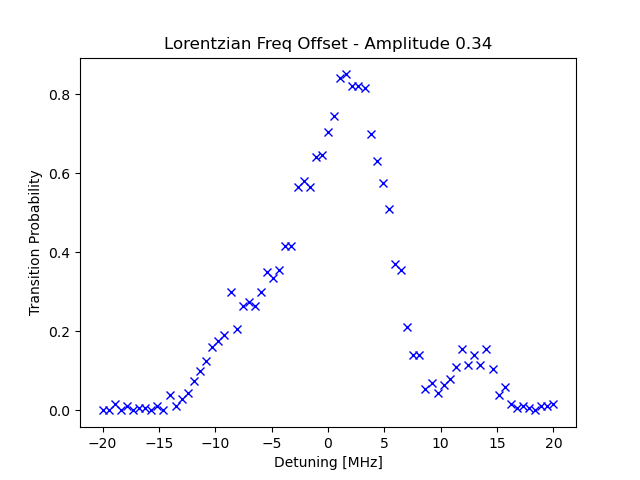 Lorentzian Freq Offset - Amplitude 0.34
Transition Probability
0.8
0.6
0.4
0.2
0.0
−20 −15 −10 −5 0 5 10 15 20
Detuning [MHz]